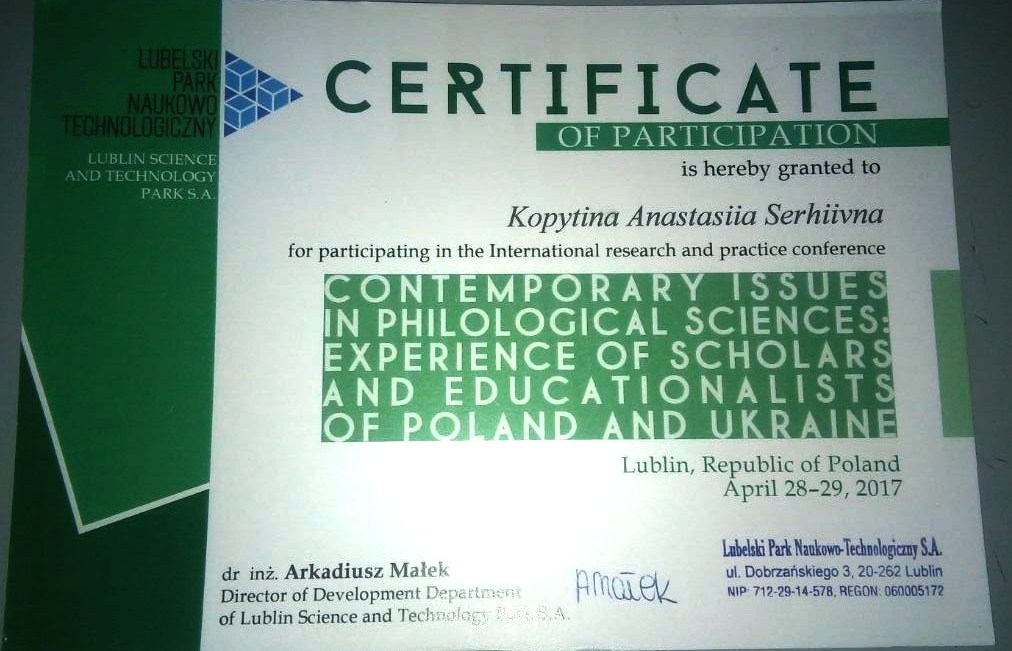 LUBELSKI
PARK
NAUKOWO
TECHNOLOGICZNY
LUBLIN SCIENCE
AND TECHNOLOGY
PARK S.A.
CERTIFICATE
OF PARTICIPATION
is hereby granted to
Kopytina Anastasiia Serhiivna
for participating in the International research and practice conference
CONTEMPORARY ISSUES
IN PHILOLOGICAL SCIENCES:
EXPERIENCE OF SCHOLARS
AND EDUCATIONALISTS
OF POLAND AND UKRAINE
Lublin, Republic of Poland
April 28–29, 2017
dr inż. Arkadiusz Małek
Director of Development Department
of Lublin Science and Technology Park S.A.
AMałek
Lubelski Park Naukowo-Technologiczny S.A.
ul. Dobrzańskiego 3, 20-262 Lublin
NIP: 712-29-14-578, REGON: 060005172